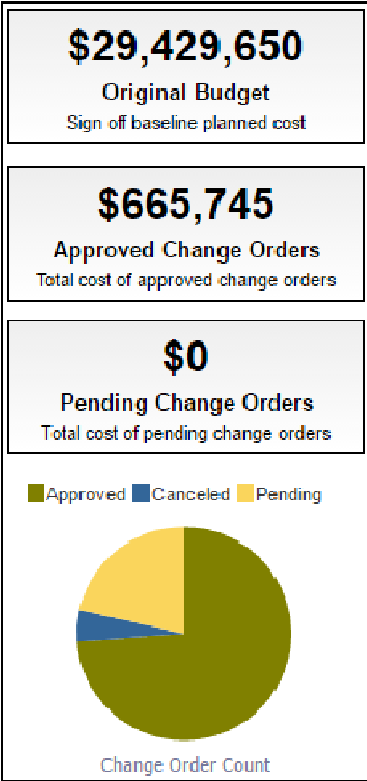 $29,429,650
Original Budget
Sign off baseline planned cost
$665,745
Approved Change Orders
Total cost of approved change orders
$0
Pending Change Orders
Total cost of pending change orders
Approved Canceled Pending
Change Order Count